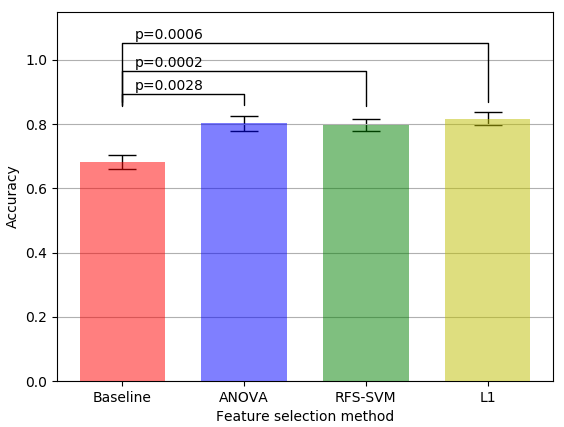 p=0.0006
p=0.0002
p=0.0028
1.0
0.8
0.6
0.4
0.2
0.0
Accuracy
Baseline ANOVA RFS-SVM L1
Feature selection method